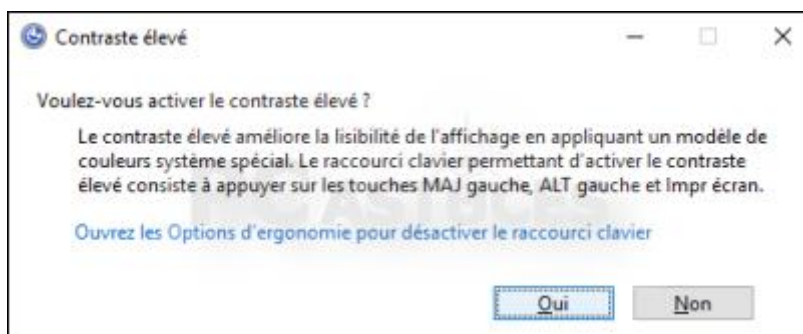 Contraste élevé
Voulez-vous activer le contraste élevé ?
Le contraste élevé améliore la lisibilité de l'affichage en appliquant un modèle de
couleurs système spécial. Le raccourci clavier permettant d'activer le contraste
élevé consiste à appuyer sur les touches MAJ gauche, ALT gauche et Impr écran.
PC ASTUCES
Ouvrez les Options d'ergonomie pour désactiver le raccourci clavier
Oui Non